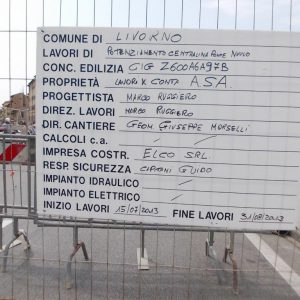 COMUNE DI LIVORNO
LAVORI DI POTENZIAMENTO CENTRALINA PONTE NUOVO
CONC. EDILIZIA CIG Z600A6A97B
PROPRIETÀ LAVORI X CONTO ASA.
PROGETTISTA MARCO RUGGIERO
DIREZ. LAVORI MARCO RUGGIERO
DIR. CANTIERE GEOM. GIUSEPPE MORSELLI
CALCOLI c.a. /
IMPRESA COSTR. ELCO SRL
RESP. SICUREZZA CIPRIANI GUIDO
IMPIANTO IDRAULICO /
IMPIANTO ELETTRICO /
INIZIO LAVORI 15/07/2013 FINE LAVORI 31/08/2013